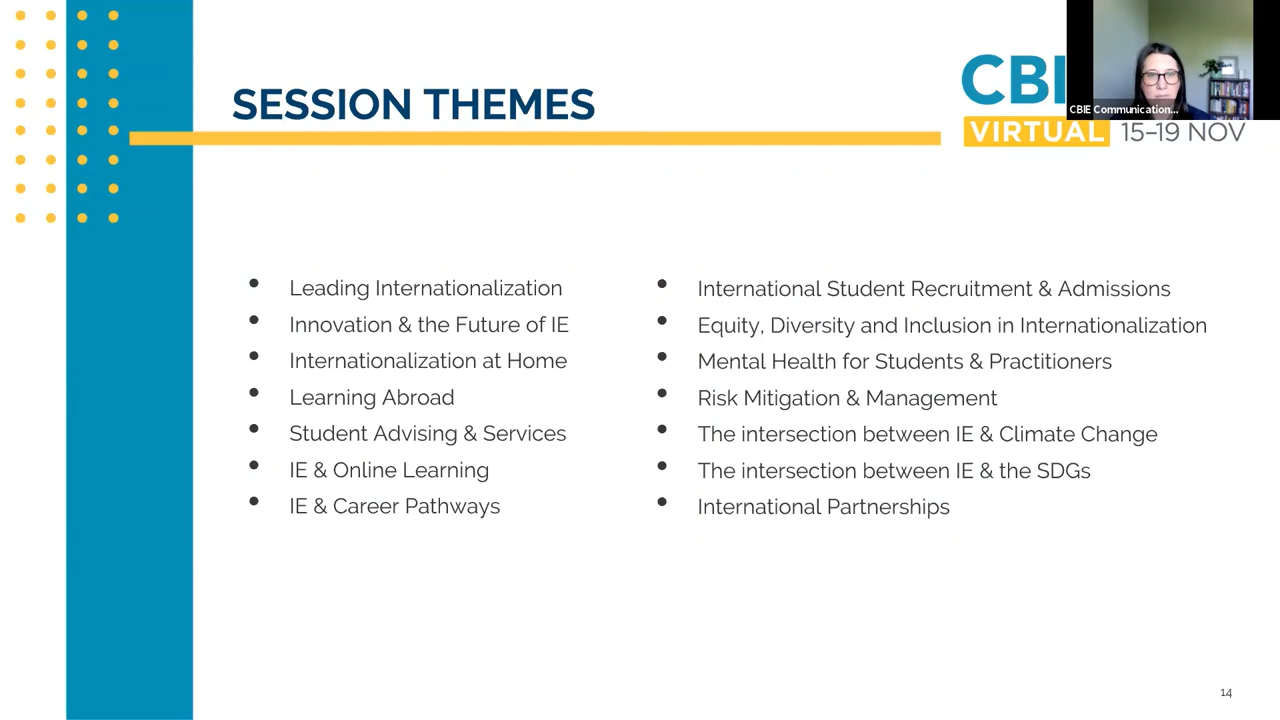 SESSION THEMES
CBI
CBIE Communication...
VIRTUAL 15-19 NOV
Leading Internationalization
Innovation & the Future of IE
Internationalization at Home
Learning Abroad
Student Advising & Services
IE & Online Learning
IE & Career Pathways
International Student Recruitment & Admissions
Equity, Diversity and Inclusion in Internationalization
Mental Health for Students & Practitioners
Risk Mitigation & Management
The intersection between IE & Climate Change
The intersection between IE & the SDGs
International Partnerships
14